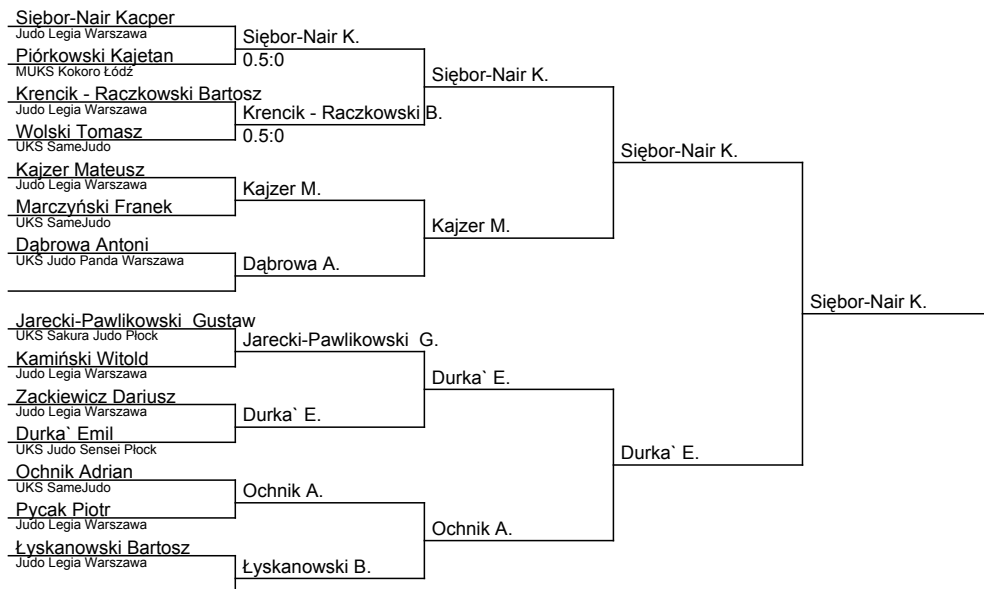 Siębor-Nair Kacper
Judo Legia Warszawa
Piórkowski Kajetan
MUKS Kokoro Łódź
Krencik - Raczkowski Bartosz
Judo Legia Warszawa
Wolski Tomasz
UKS SameJudo
Kajzer Mateusz
Judo Legia Warszawa
Marczyński Franek
UKS SameJudo
Dąbrowa Antoni
UKS Judo Panda Warszawa
Jarecki-Pawlikowski  Gustaw
UKS Sakura Judo Płock
Kamiński Witold
Judo Legia Warszawa
Zackiewicz Dariusz
Judo Legia Warszawa
Durka` Emil
UKS Judo Sensei Płock
Ochnik Adrian
UKS SameJudo
Pycak Piotr
Judo Legia Warszawa
Łyskanowski Bartosz
Judo Legia Warszawa
Siębor-Nair K.
0.5:0
Krencik - Raczkowski B.
0.5:0
Kajzer M.
Dąbrowa A.
Jarecki-Pawlikowski  G.
Durka` E.
Ochnik A.
Łyskanowski B.
Siębor-Nair K.
Kajzer M.
Durka` E.
Ochnik A.
Siębor-Nair K.
Durka` E.
Siębor-Nair K.